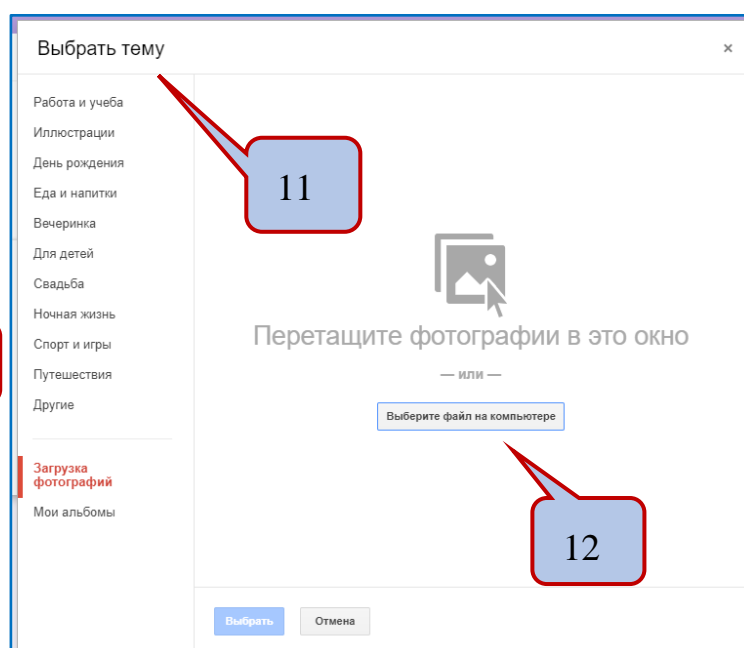 Выбрать тему
×
Работа и учеба
Иллюстрации
День рождения
Еда и напитки
Вечеринка
Для детей
Свадьба
Ночная жизнь
Спорт и игры
Путешествия
Другие
Загрузка
фотографий
Мои альбомы
11
Перетащите фотографии в это окно
— или —
Выберите файл на компьютере
12
Выбрать
Отмена